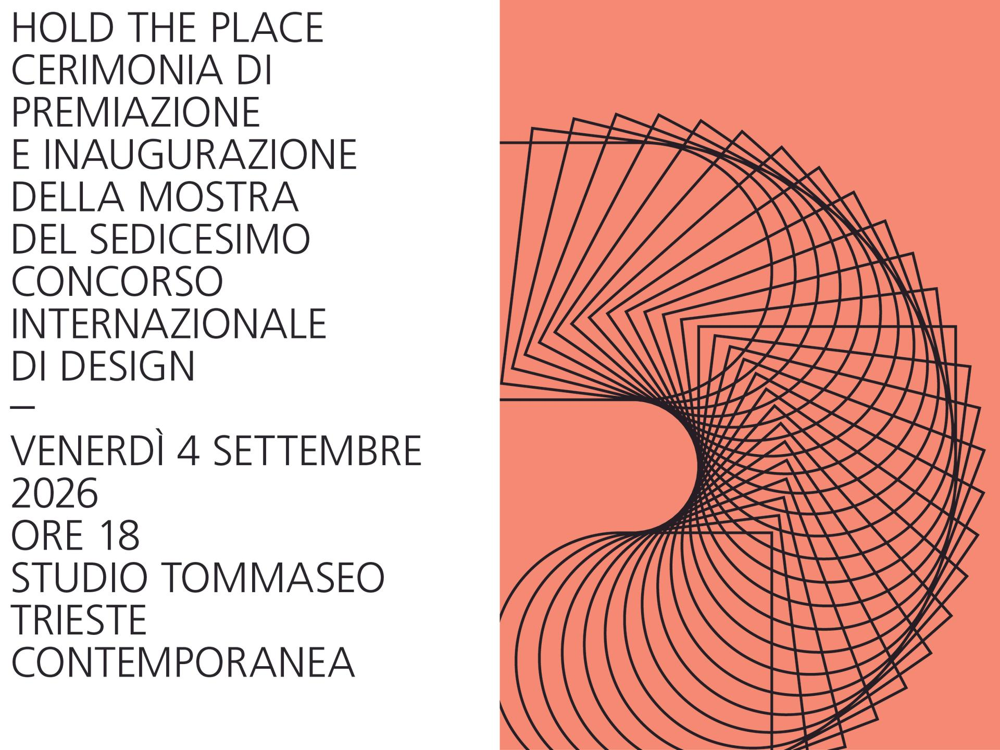 HOLD THE PLACE
CERIMONIA DI
PREMIAZIONE
E INAUGURAZIONE
DELLA MOSTRA
DEL SEDICESIMO
CONCORSO
INTERNAZIONALE
DI DESIGN
—
VENERDÌ 4 SETTEMBRE
2026
ORE 18
STUDIO TOMMASEO
TRIESTE
CONTEMPORANEA